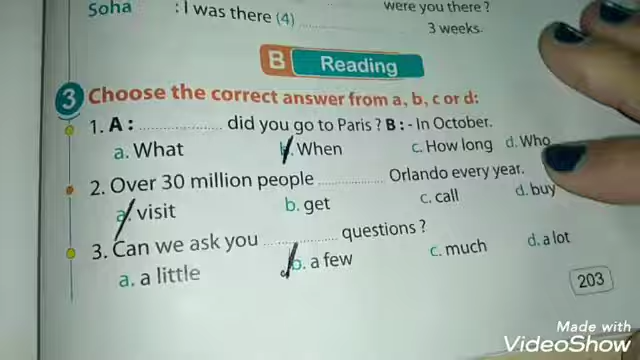 were you there ?
Soha : I was there (4) ............
3 weeks.
B Reading
3 Choose the correct answer from a, b, c or d:
1. A : ............ did you go to Paris ? B : - In October.
a. What b. When c. How long d. Who
2. Over 30 million people ............ Orlando every year.
a. visit b. get c. call d. buy
3. Can we ask you ............ questions ?
a. a little b. a few c. much d. a lot
203
Made with
VideoShow